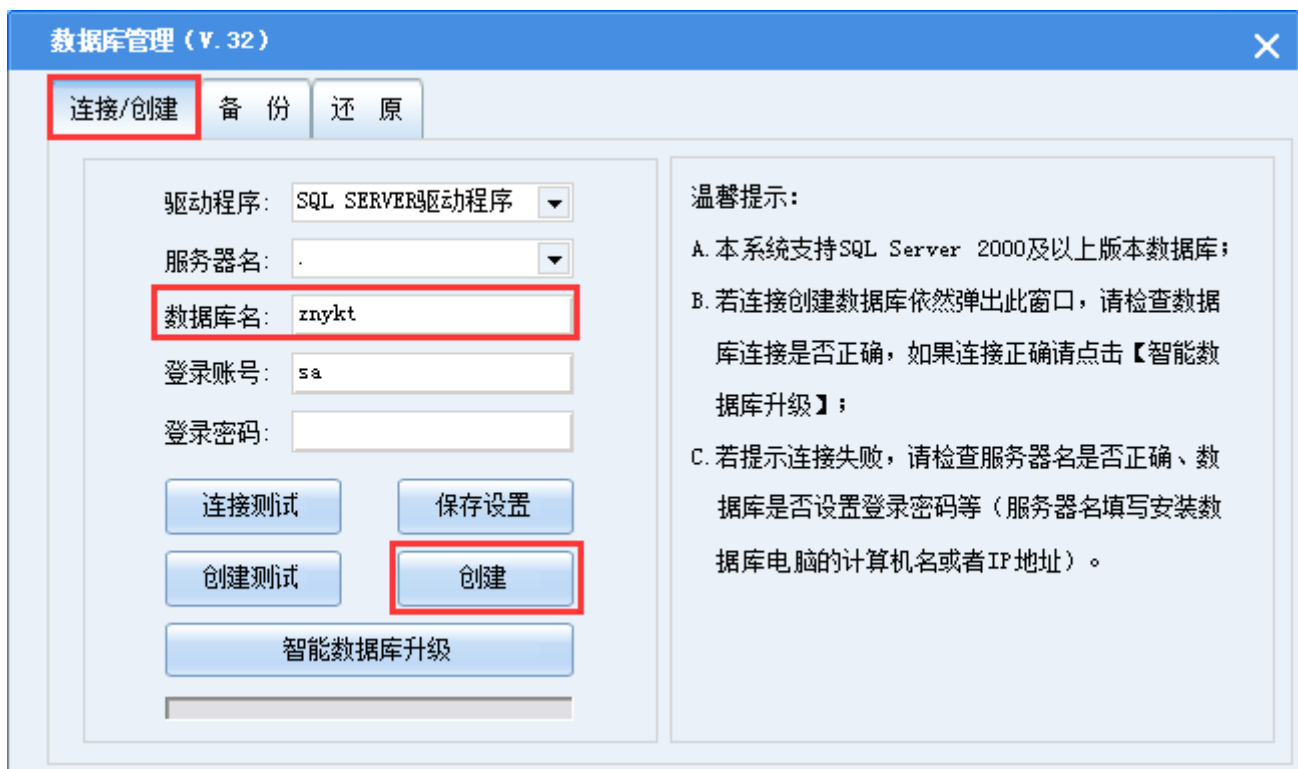 数据库管理（V.32）
连接/创建
备 份
还 原
驱动程序: SQL SERVER驱动程序
服务器名: .
数据库名: znykt
登录账号: sa
登录密码:
连接测试
保存设置
创建测试
创建
智能数据库升级
温馨提示:
A.本系统支持SQL Server 2000及以上版本数据库;
B.若连接创建数据库依然弹出此窗口，请检查数据
库连接是否正确，如果连接正确请点击【智能数
据库升级】;
C.若提示连接失败，请检查服务器名是否正确、数
据库是否设置登录密码等（服务器名填写安装数
据库电脑的计算机名或者IP地址）。